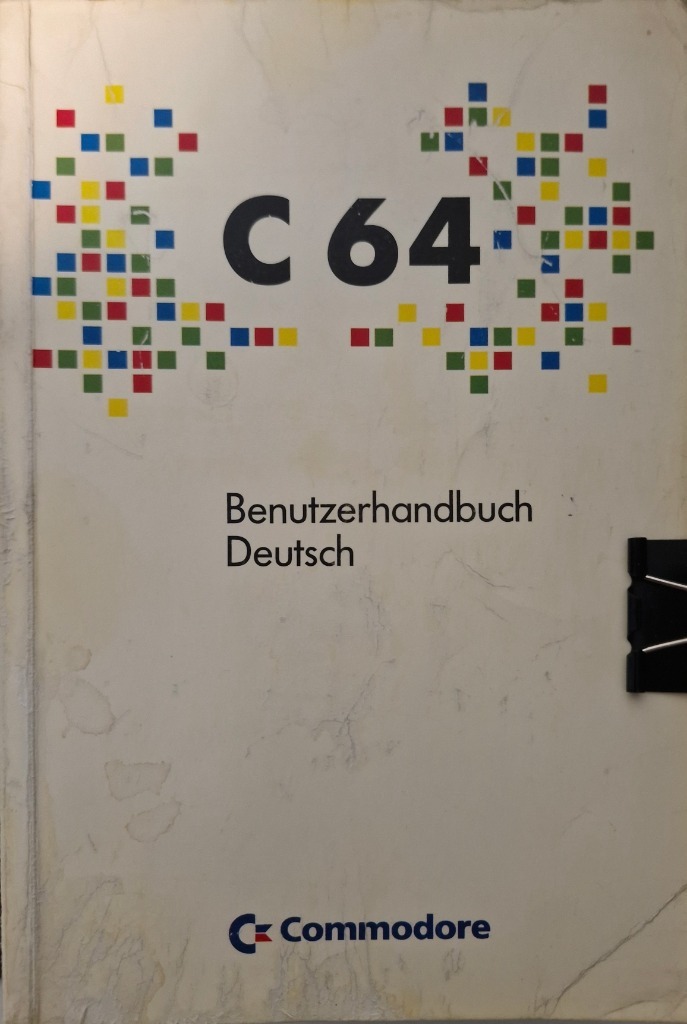 C 64
Benutzerhandbuch
Deutsch
Commodore